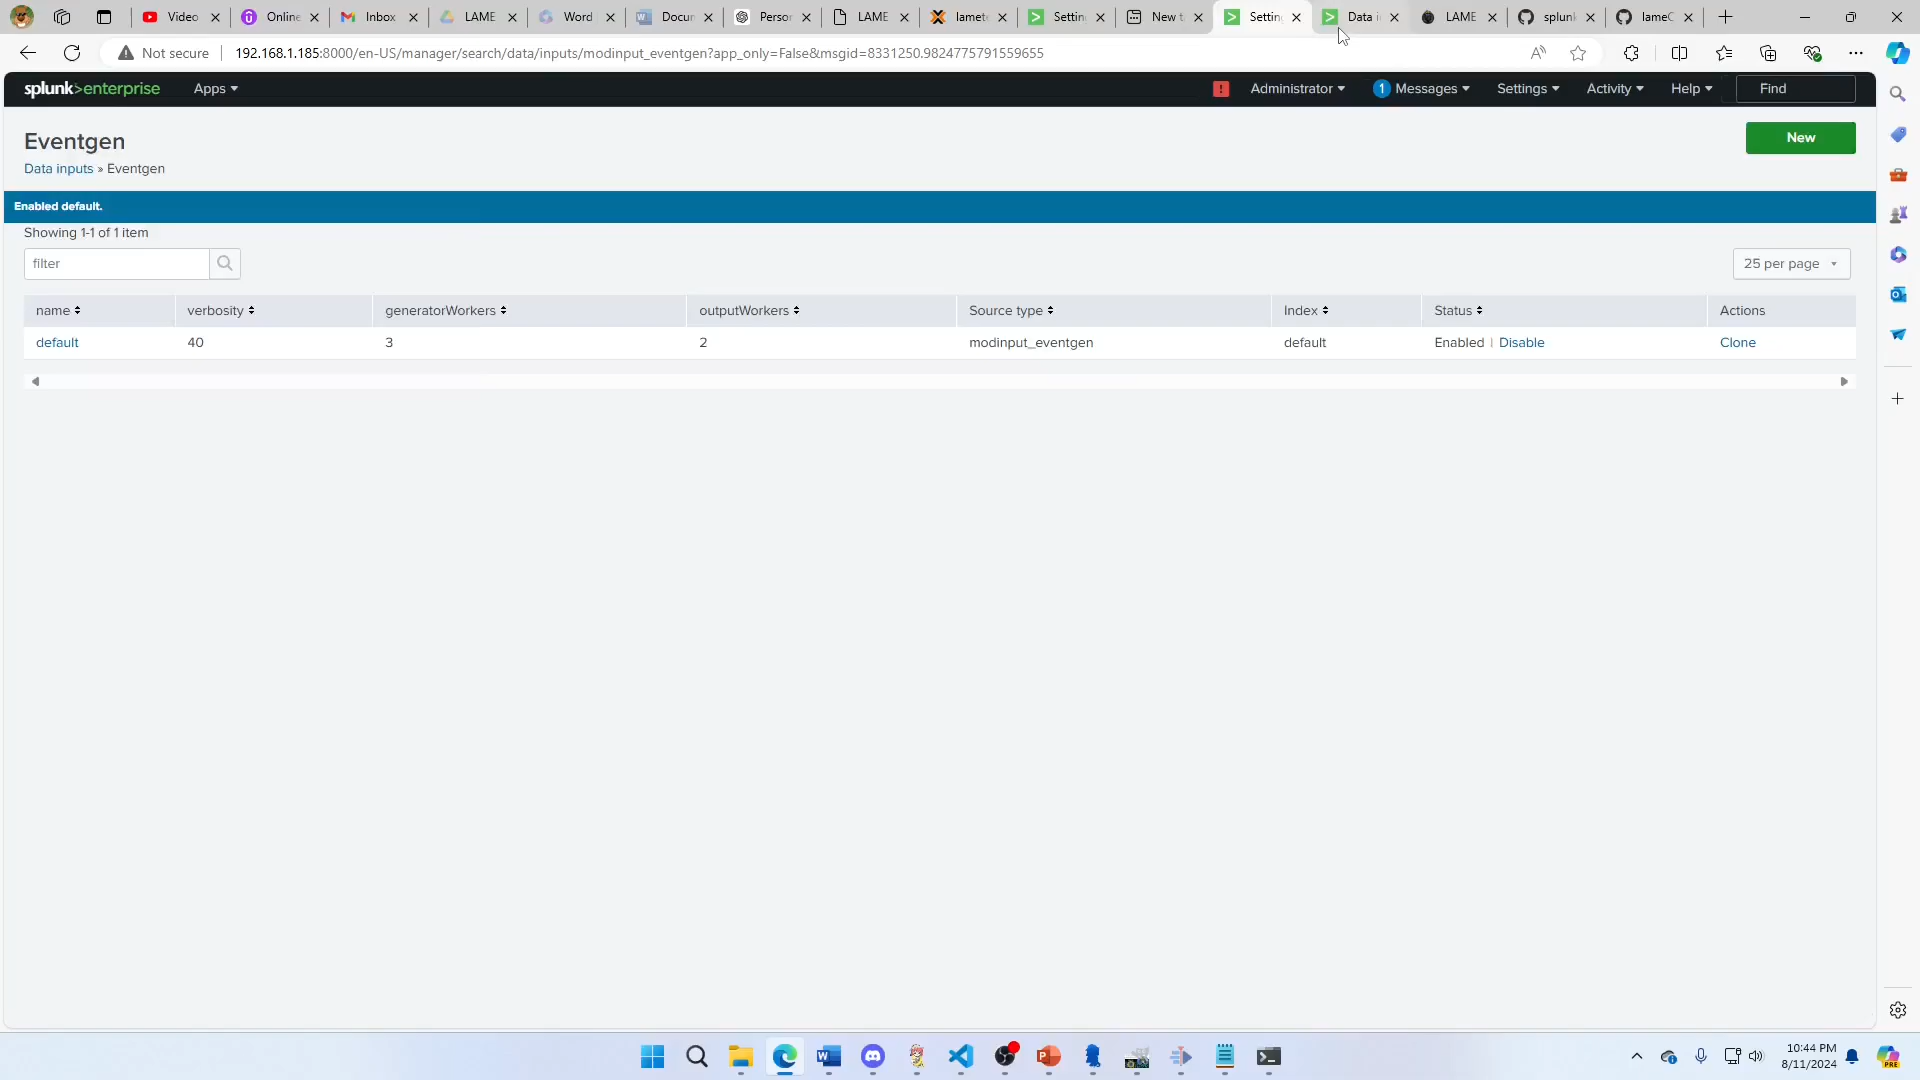 Video
Online
Inbox
LAME
Word
Docum
Person
LAME
lamete
Settin
New t
Settin
Data i
LAME
splunk
lameC
Not secure
192.168.1.185:8000/en-US/manager/search/data/inputs/modinput_eventgen?app_only=False&msgid=8331250.9824775791559655
splunk>enterprise
Apps
Administrator
1 Messages
Settings
Activity
Help
Find
Eventgen
New
Data inputs » Eventgen
Enabled default.
Showing 1-1 of 1 item
filter
25 per page
name verbosity generatorWorkers outputWorkers Source type Index Status Actions
default 40 3 2 modinput_eventgen default Enabled | Disable Clone
10:44 PM
8/11/2024